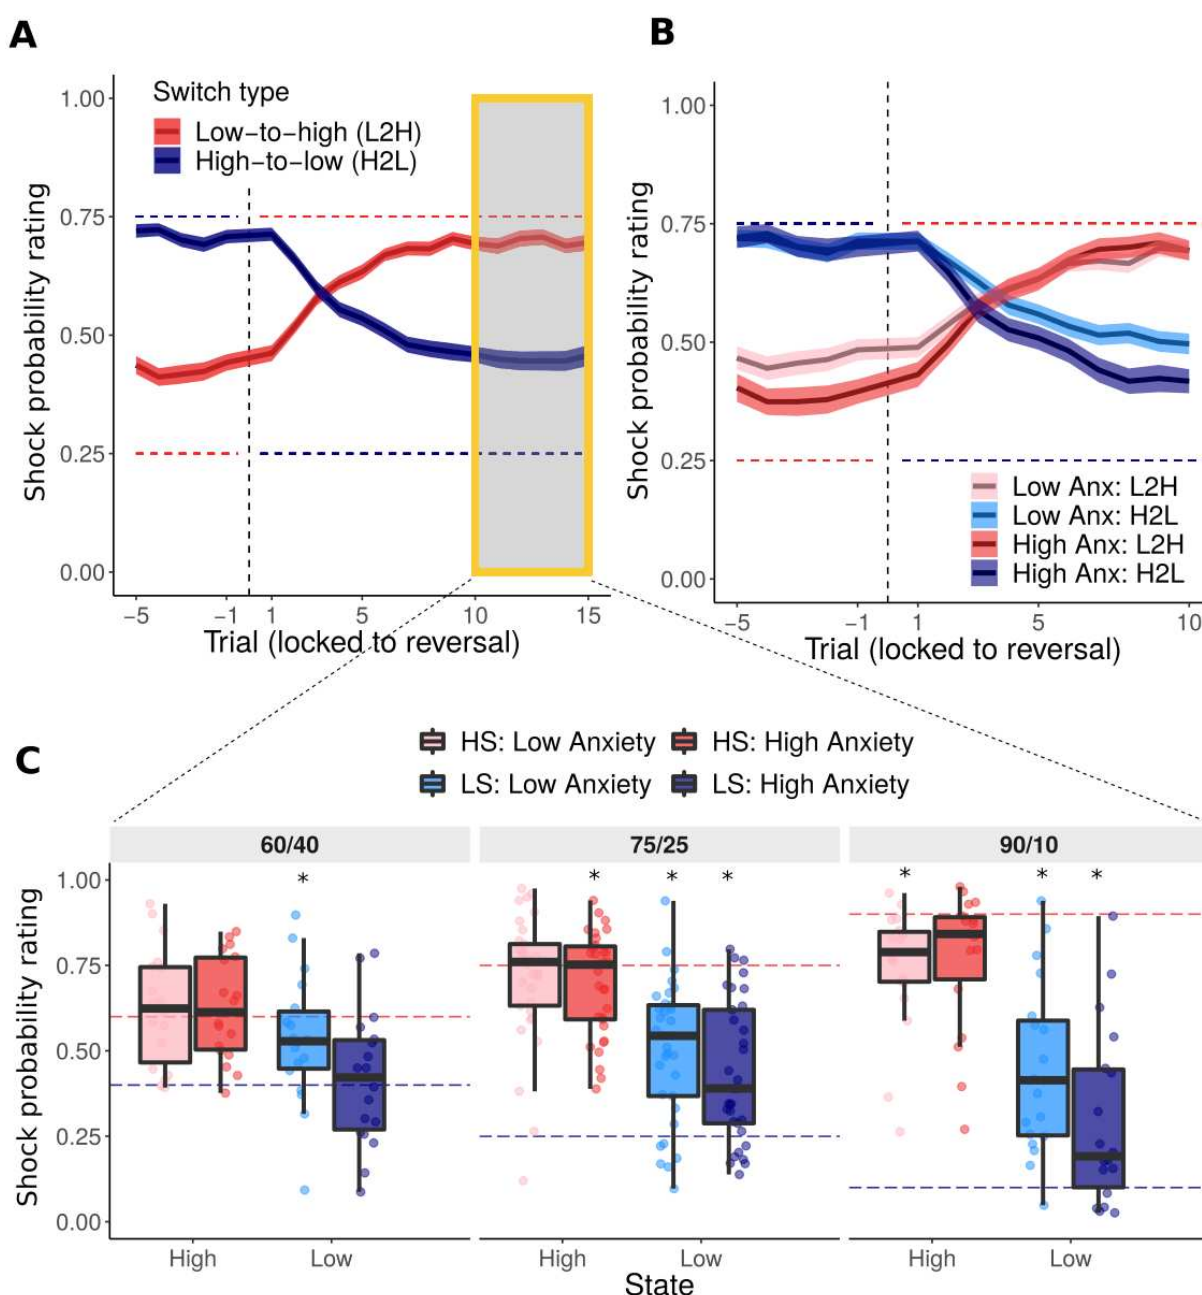 A
Switch type
Low-to-high (L2H)
High-to-low (H2L)
Shock probability rating
1.00
0.75
0.50
0.25
0.00
-5
-1
1
5
10
15
Trial (locked to reversal)
B
Shock probability rating
1.00
0.75
0.50
0.25
0.00
Low Anx: L2H
Low Anx: H2L
High Anx: L2H
High Anx: H2L
-5
-1
1
5
10
Trial (locked to reversal)
C
HS: Low Anxiety
HS: High Anxiety
LS: Low Anxiety
LS: High Anxiety
60/40
75/25
90/10
Shock probability rating
1.00
0.75
0.50
0.25
0.00
*
*
*
*
*
*
*
High
Low
High
Low
High
Low
State